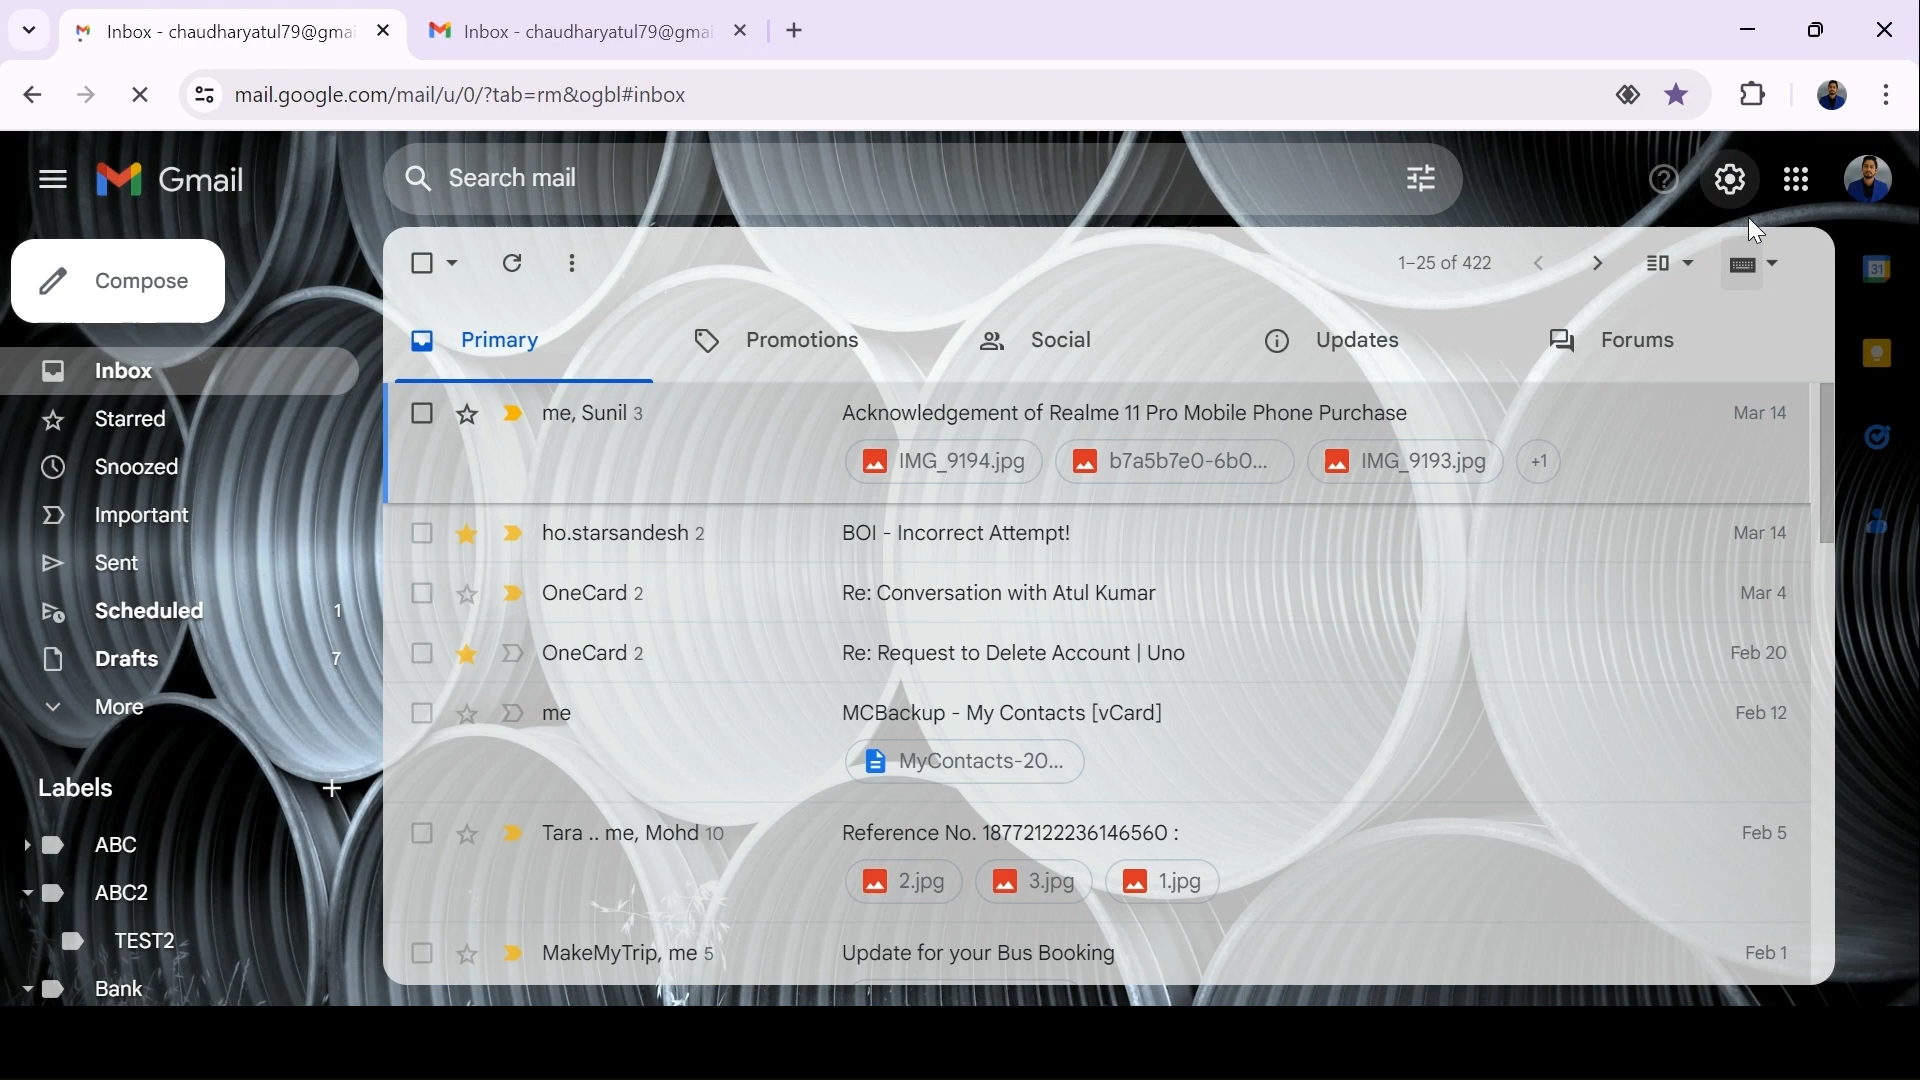 Inbox - chaudharyatul79@gmai
Inbox - chaudharyatul79@gmai
mail.google.com/mail/u/0/?tab=rm&ogbl#inbox
Gmail
Search mail
Compose
1–25 of 422
Primary
Promotions
Social
Updates
Forums
Inbox
Starred
Snoozed
Important
Sent
Scheduled 1
Drafts 7
More
Labels
ABC
ABC2
TEST2
Bank
me, Sunil 3 Acknowledgement of Realme 11 Pro Mobile Phone Purchase Mar 14
IMG_9194.jpg b7a5b7e0-6b0... IMG_9193.jpg +1
ho.starsandesh 2 BOI - Incorrect Attempt! Mar 14
OneCard 2 Re: Conversation with Atul Kumar Mar 4
OneCard 2 Re: Request to Delete Account | Uno Feb 20
me MCBackup - My Contacts [vCard] Feb 12
MyContacts-20...
Tara .. me, Mohd 10 Reference No. 18772122236146560 : Feb 5
2.jpg 3.jpg 1.jpg
MakeMyTrip, me 5 Update for your Bus Booking Feb 1
31